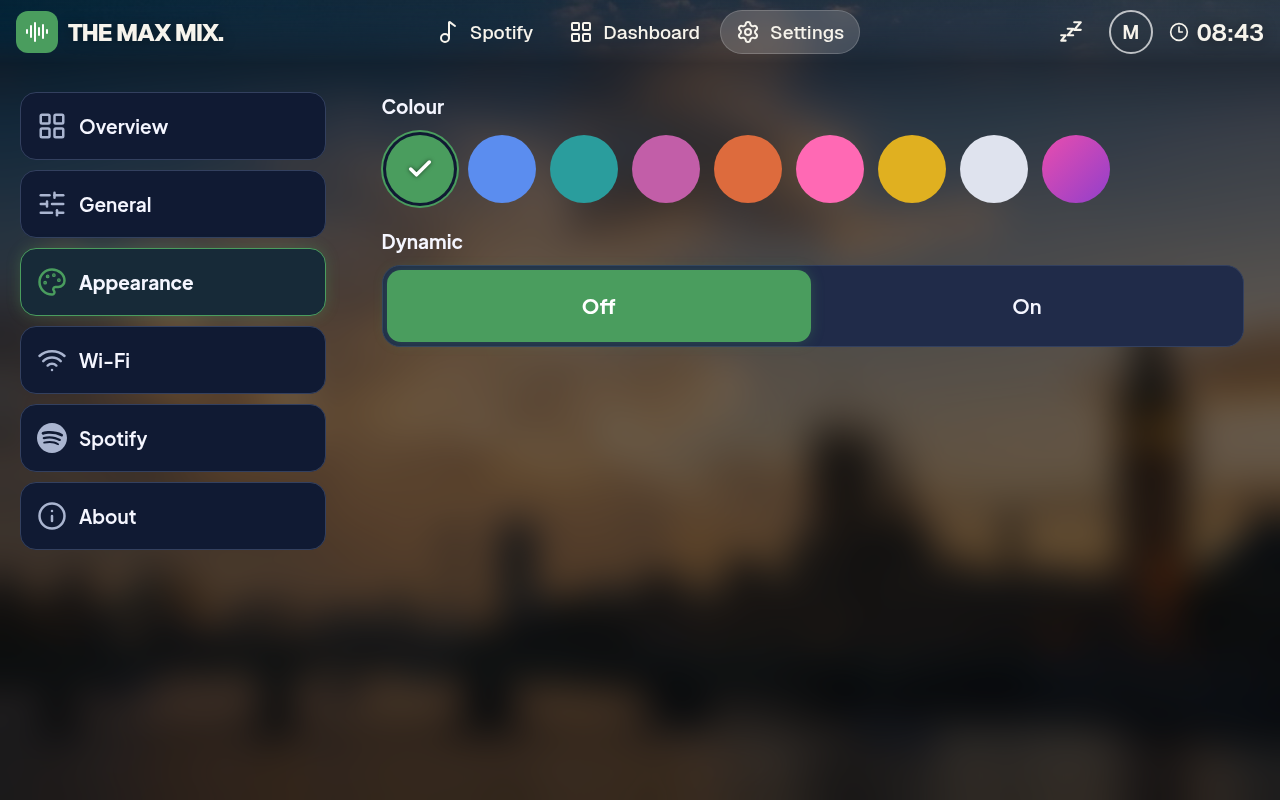 THE MAX MIX.
Spotify
Dashboard
Settings
zzz
M
08:43
Overview
General
Appearance
Wi-Fi
Spotify
About
Colour
Dynamic
Off
On